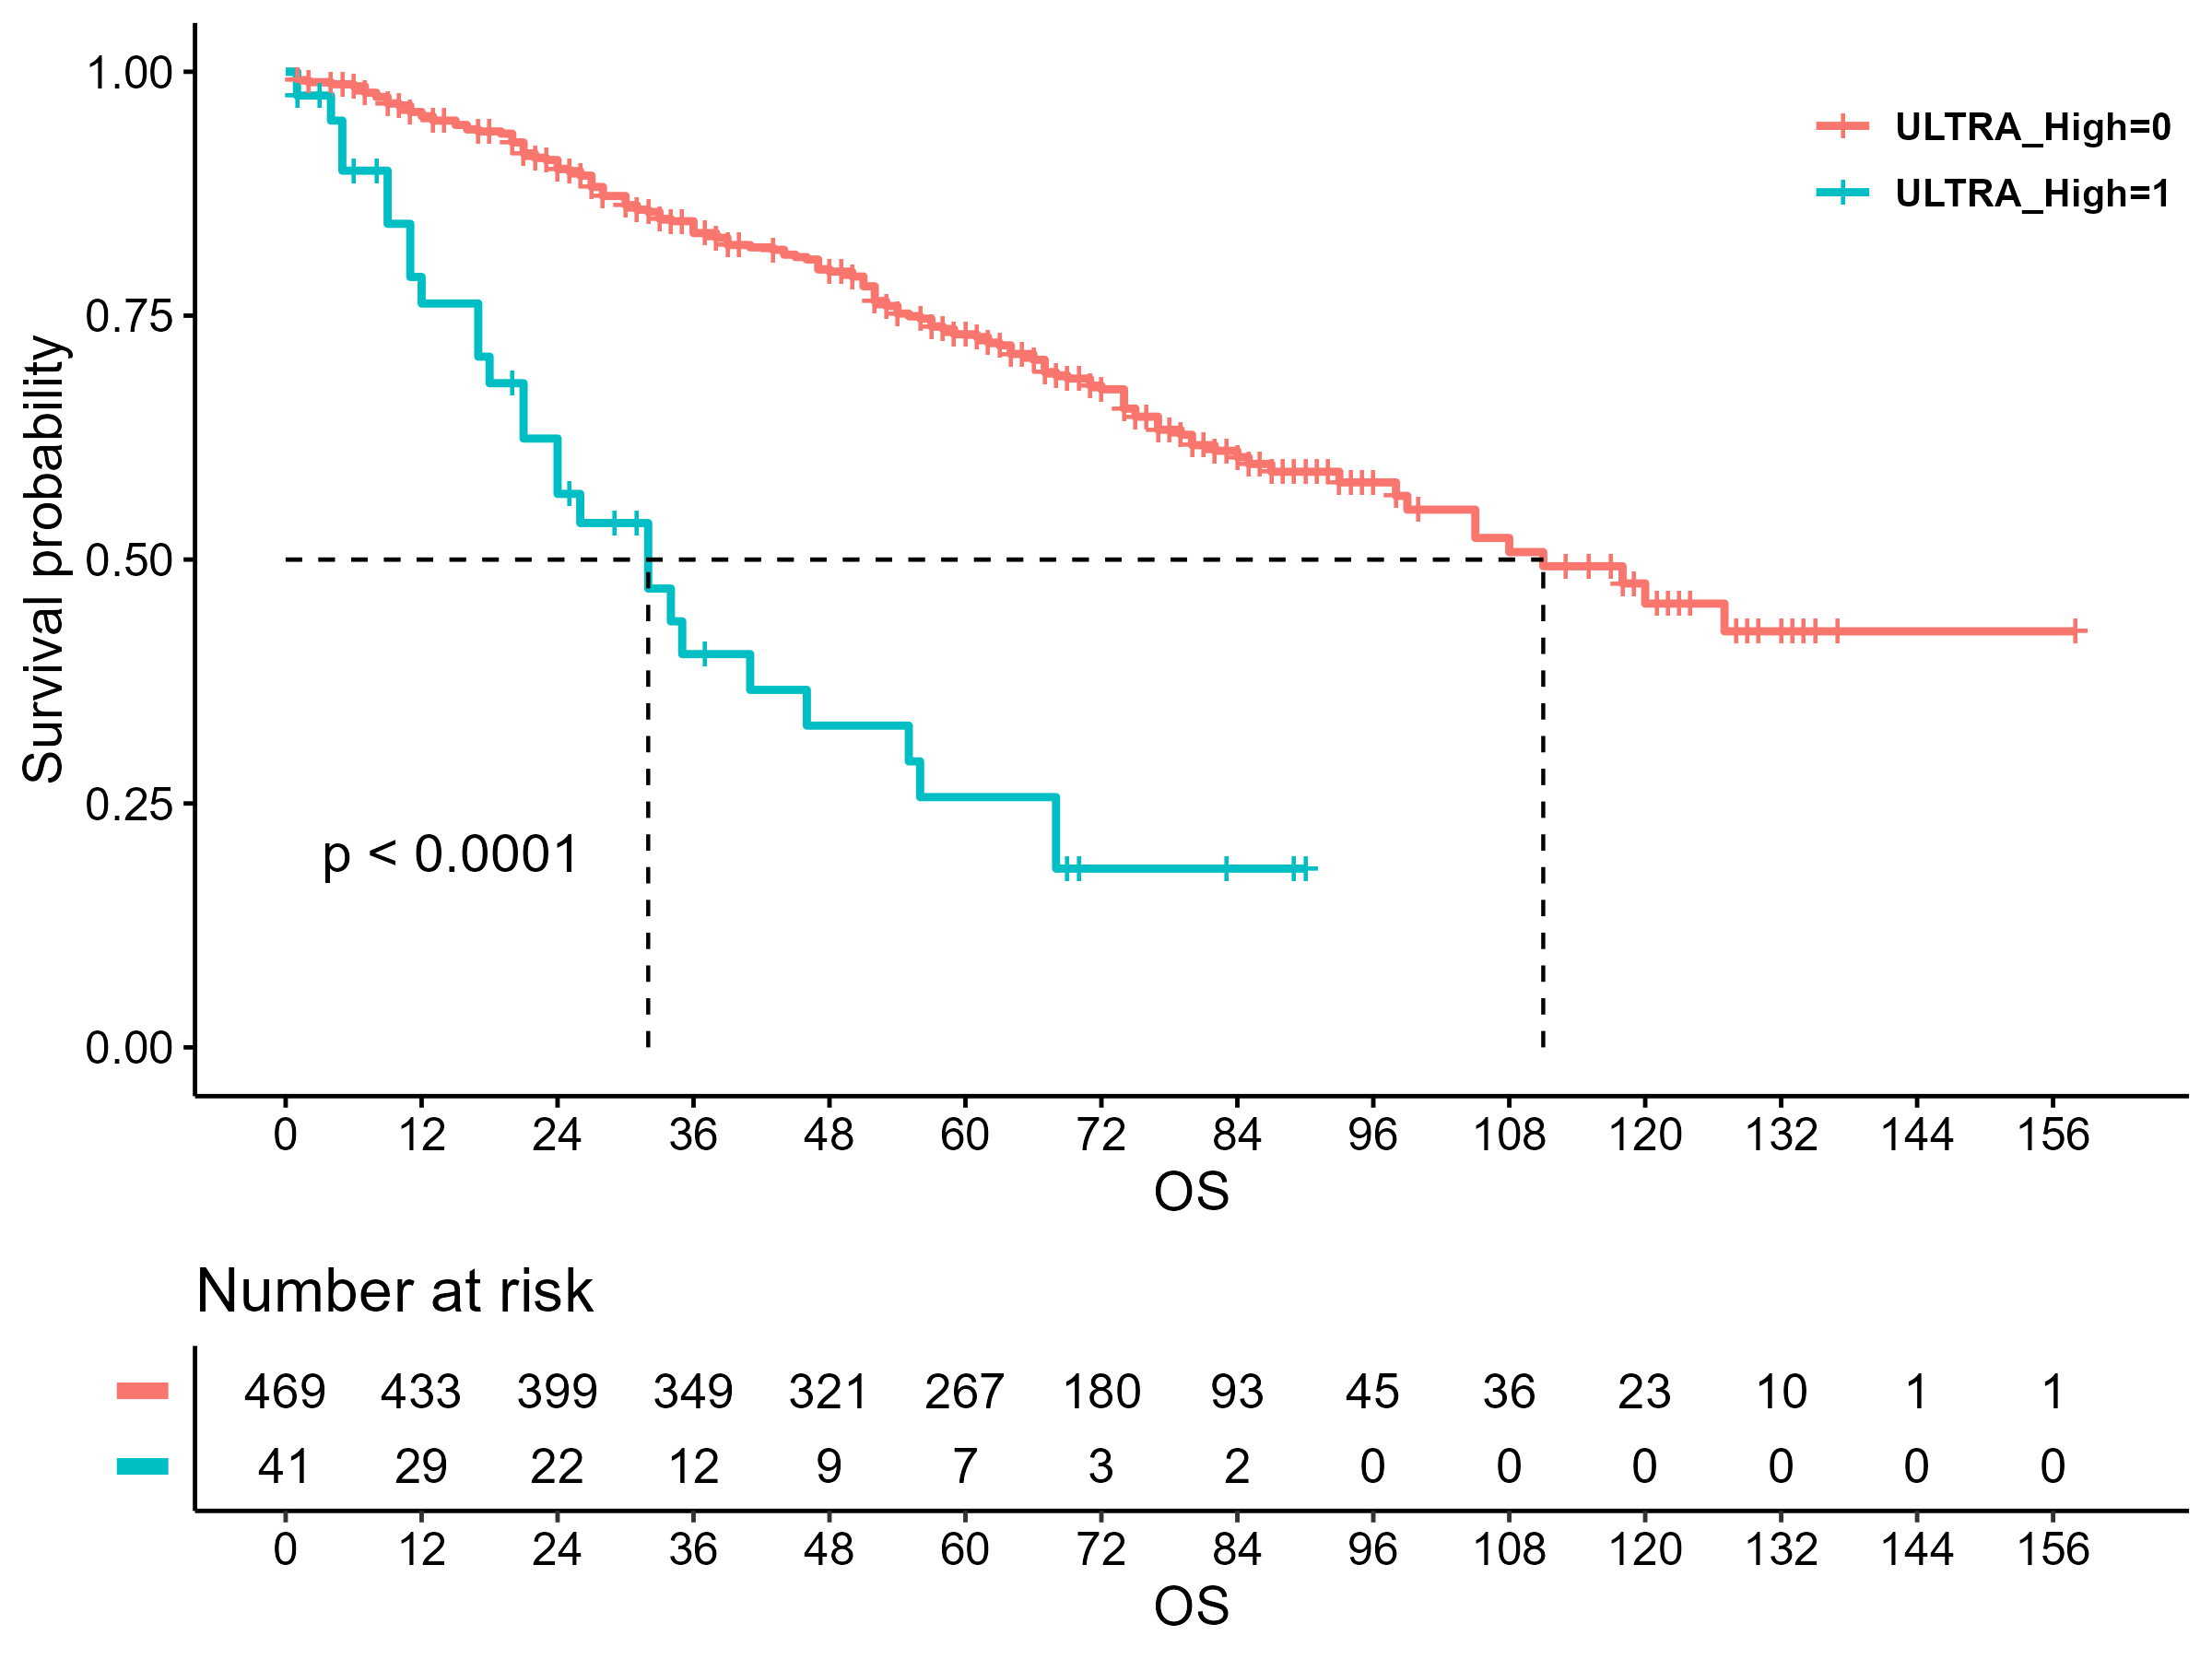 1.00
0.75
0.50
0.25
0.00
Survival probability
ULTRA_High=0
ULTRA_High=1
p < 0.0001
0 12 24 36 48 60 72 84 96 108 120 132 144 156
OS
Number at risk
469 433 399 349 321 267 180 93 45 36 23 10 1 1
41 29 22 12 9 7 3 2 0 0 0 0 0 0
0 12 24 36 48 60 72 84 96 108 120 132 144 156
OS